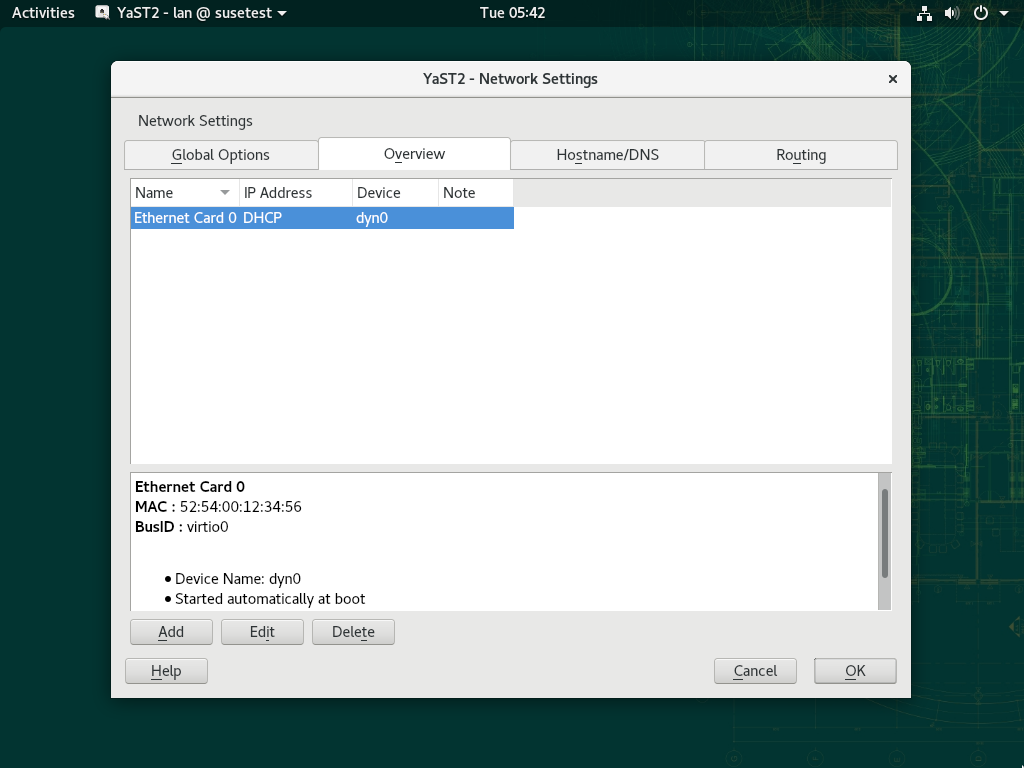 Activities YaST2 - lan @ susetest Tue 05:42
YaST2 - Network Settings
Network Settings
Global Options Overview Hostname/DNS Routing
Name IP Address Device Note
Ethernet Card 0 DHCP dyn0
Ethernet Card 0
MAC : 52:54:00:12:34:56
BusID : virtio0
• Device Name: dyn0
• Started automatically at boot
Add Edit Delete
Help Cancel OK